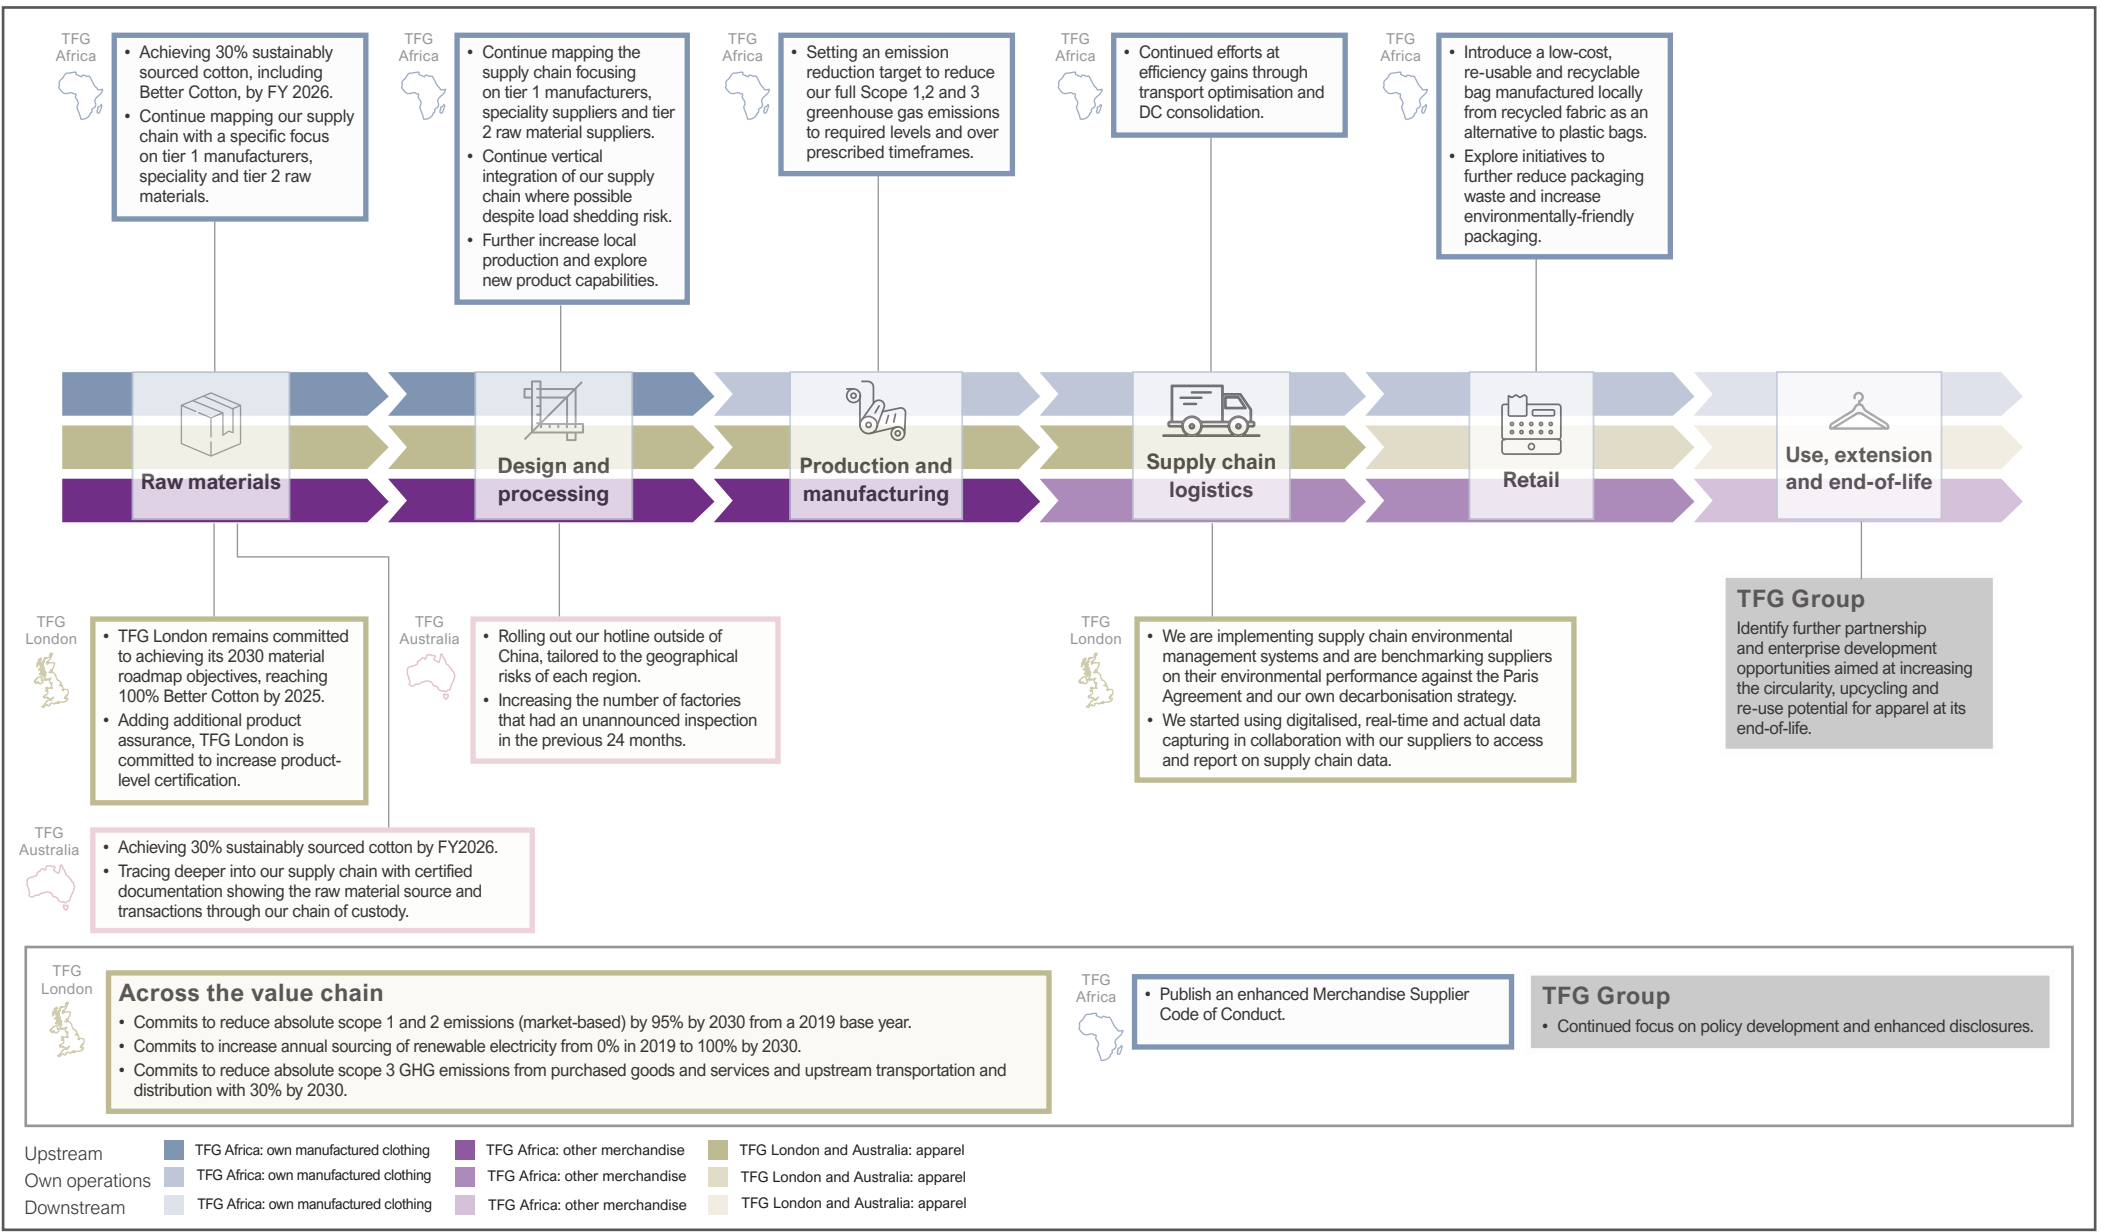 TFG
Africa
• Achieving 30% sustainably
sourced cotton, including
Better Cotton, by FY 2026.
• Continue mapping our supply
chain with a specific focus
on tier 1 manufacturers,
speciality and tier 2 raw
materials.
TFG
Africa
• Continue mapping the
supply chain focusing
on tier 1 manufacturers,
speciality suppliers and tier
2 raw material suppliers.
• Continue vertical
integration of our supply
chain where possible
despite load shedding risk.
• Further increase local
production and explore
new product capabilities.
TFG
Africa
• Setting an emission
reduction target to reduce
our full Scope 1,2 and 3
greenhouse gas emissions
to required levels and over
prescribed timeframes.
TFG
Africa
• Continued efforts at
efficiency gains through
transport optimisation and
DC consolidation.
TFG
Africa
• Introduce a low-cost,
re-usable and recyclable
bag manufactured locally
from recycled fabric as an
alternative to plastic bags.
• Explore initiatives to
further reduce packaging
waste and increase
environmentally-friendly
packaging.
Raw materials
Design and
processing
Production and
manufacturing
Supply chain
logistics
Retail
Use, extension
and end-of-life
TFG
London
• TFG London remains committed
to achieving its 2030 material
roadmap objectives, reaching
100% Better Cotton by 2025.
• Adding additional product
assurance, TFG London is
committed to increase product-
level certification.
TFG
Australia
• Rolling out our hotline outside of
China, tailored to the geographical
risks of each region.
• Increasing the number of factories
that had an unannounced inspection
in the previous 24 months.
TFG
London
• We are implementing supply chain environmental
management systems and are benchmarking suppliers
on their environmental performance against the Paris
Agreement and our own decarbonisation strategy.
• We started using digitalised, real-time and actual data
capturing in collaboration with our suppliers to access
and report on supply chain data.
TFG Group
Identify further partnership
and enterprise development
opportunities aimed at increasing
the circularity, upcycling and
re-use potential for apparel at its
end-of-life.
TFG
Australia
• Achieving 30% sustainably sourced cotton by FY2026.
• Tracing deeper into our supply chain with certified
documentation showing the raw material source and
transactions through our chain of custody.
TFG
London
Across the value chain
• Commits to reduce absolute scope 1 and 2 emissions (market-based) by 95% by 2030 from a 2019 base year.
• Commits to increase annual sourcing of renewable electricity from 0% in 2019 to 100% by 2030.
• Commits to reduce absolute scope 3 GHG emissions from purchased goods and services and upstream transportation and
distribution with 30% by 2030.
TFG
Africa
• Publish an enhanced Merchandise Supplier
Code of Conduct.
TFG Group
• Continued focus on policy development and enhanced disclosures.
Upstream TFG Africa: own manufactured clothing TFG Africa: other merchandise TFG London and Australia: apparel
Own operations TFG Africa: own manufactured clothing TFG Africa: other merchandise TFG London and Australia: apparel
Downstream TFG Africa: own manufactured clothing TFG Africa: other merchandise TFG London and Australia: apparel